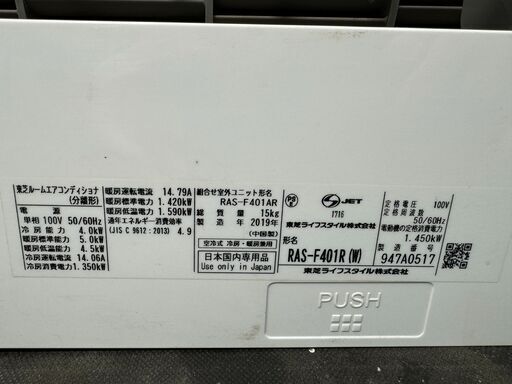 東芝ルームエアコンディショナ
(分離形)
電源
単相 100V 50/60Hz
冷房能力 4.0kW
暖房能力 5.0kW
暖房低温能力 4.5kW
冷房運転電流 14.06A
冷房消費電力 1.350kW
暖房運転電流 14.79A
暖房標準電力 1.420kW
暖房低温電力 1.590kW
通年エネルギー消費効率
(JIS C 9612:2013) 4.9
組合せ室外ユニット形名
RAS-F401AR
総質量 15kg
製造年 2019年
(中国製)
空冷式 冷房・暖房兼用
日本国内専用品
Use only in Japan
PS E
JET
1716
東芝ライフスタイル株式会社
形名
RAS-F401R(W)
定格電圧 100V
定格周波数
50/60Hz
電動機の定格消費電力
1.450kW
製造番号
947A0517
東芝ライフスタイル株式会社
PUSH